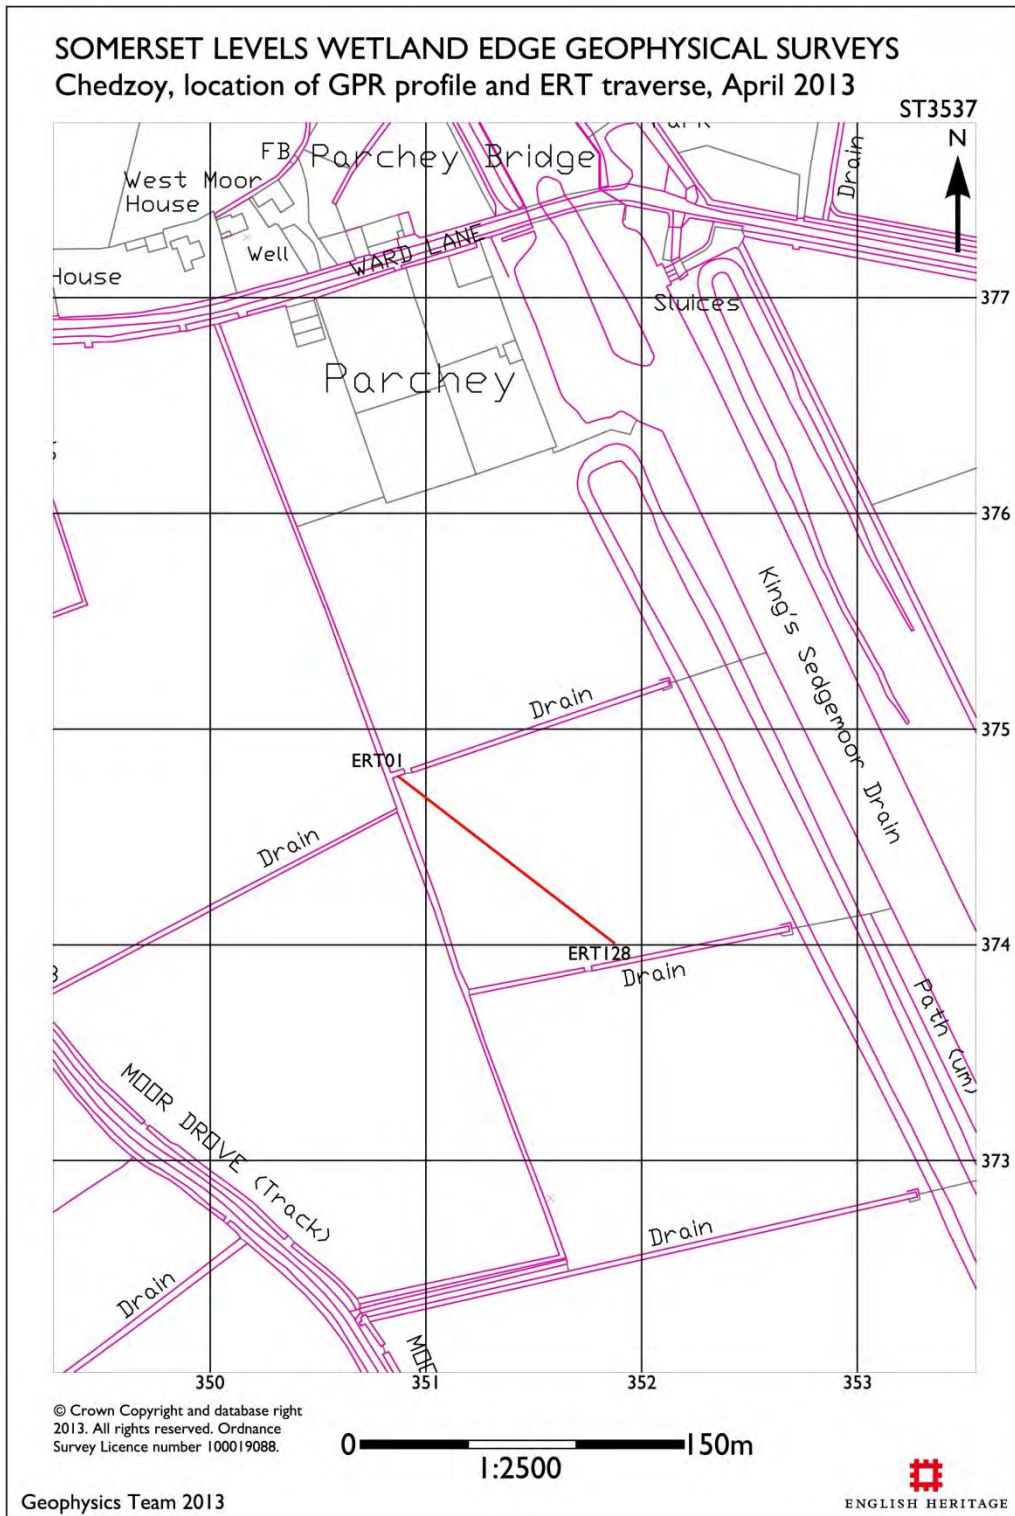 SOMERSET LEVELS WETLAND EDGE GEOPHYSICAL SURVEYS
Chedzoy, location of GPR profile and ERT traverse, April 2013
ST3537
N
FB
Parchey Bridge
Drain
West Moor
House
Well
WARD LANE
House
377
Sluices
Parchey
376
King's Sedgemoor Drain
Drain
375
ERT01
Drain
374
ERT128
Drain
Path (um)
MOOR DROVE (Track)
373
Drain
Drain
350
351
352
353
© Crown Copyright and database right
2013. All rights reserved. Ordnance
Survey Licence number 100019088.
0
150m
1:2500
Geophysics Team 2013
ENGLISH HERITAGE